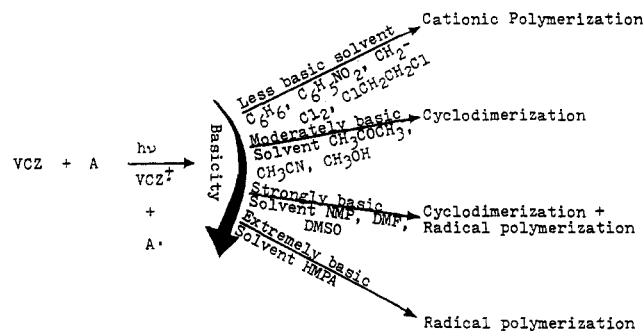 Cationic Polymerization
Less basic solvent
C6H6, C6H5NO2, CH2-
Cl2, ClCH2CH2Cl
Moderately basic
Cyclodimerization
Solvent CH3COCH3,
CH3CN, CH3OH
VCZ + A
hυ
VCZ⁺·
+
A·
Basicity
Strongly basic
Solvent NMP, DMF,
DMSO
Cyclodimerization +
Radical polymerization
Extremely basic
Solvent HMPA
Radical polymerization